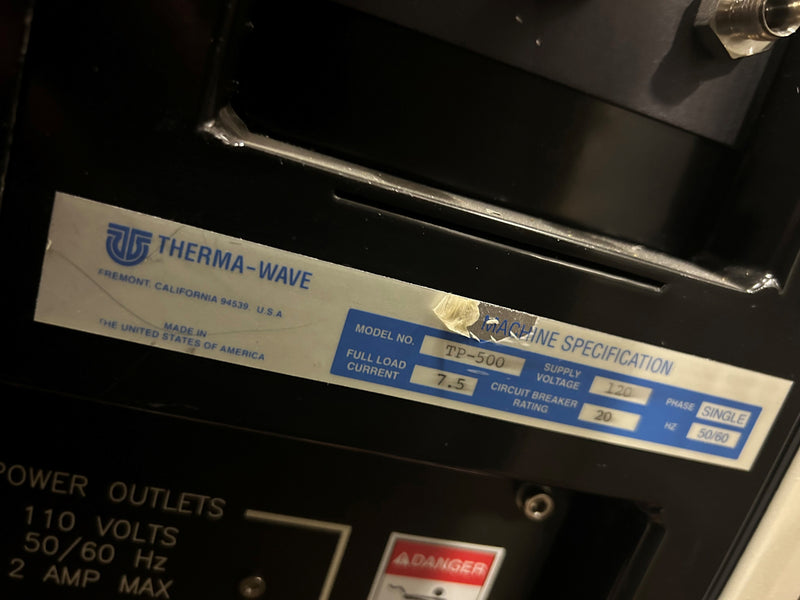 THERMA-WAVE
FREMONT, CALIFORNIA 94539 U.S.A
MADE IN
THE UNITED STATES OF AMERICA
MACHINE SPECIFICATION
MODEL NO. TP-500 SUPPLY VOLTAGE 120 PHASE SINGLE
FULL LOAD CURRENT 7.5 CIRCUIT BREAKER RATING 20 HZ 50/60
POWER OUTLETS
110 VOLTS
50/60 Hz
2 AMP MAX
DANGER